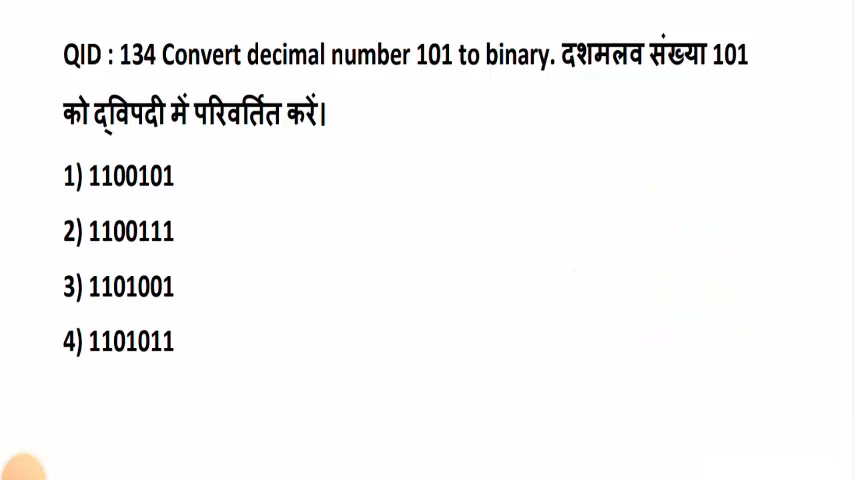 QID : 134 Convert decimal number 101 to binary. दशमलव संख्या 101
को द्विपदी में परिवर्तित करें।
1) 1100101
2) 1100111
3) 1101001
4) 1101011